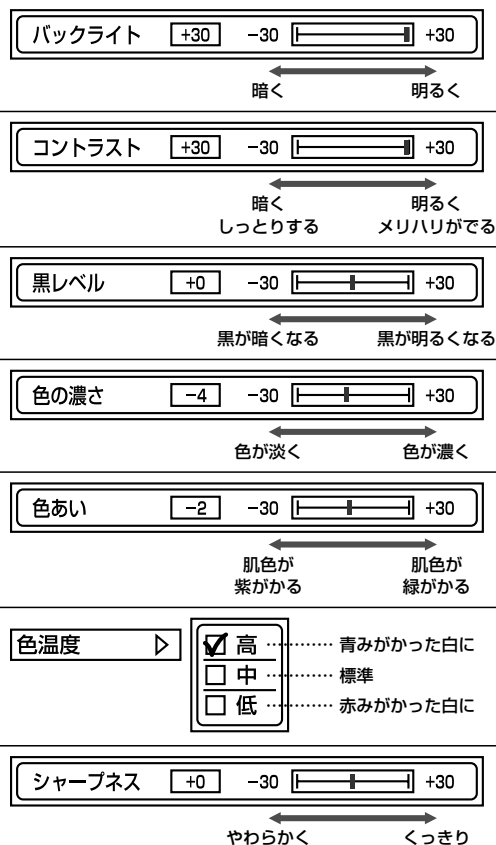 バックライト +30 −30 +30
暗く 明るく
コントラスト +30 −30 +30
暗く 明るく
しっとりする メリハリがでる
黒レベル +0 −30 +30
黒が暗くなる 黒が明るくなる
色の濃さ −4 −30 +30
色が淡く 色が濃く
色あい −2 −30 +30
肌色が 肌色が
紫がかる 緑がかる
色温度 高 ………… 青みがかった白に
中 ………… 標準
低 ………… 赤みがかった白に
シャープネス +0 −30 +30
やわらかく くっきり